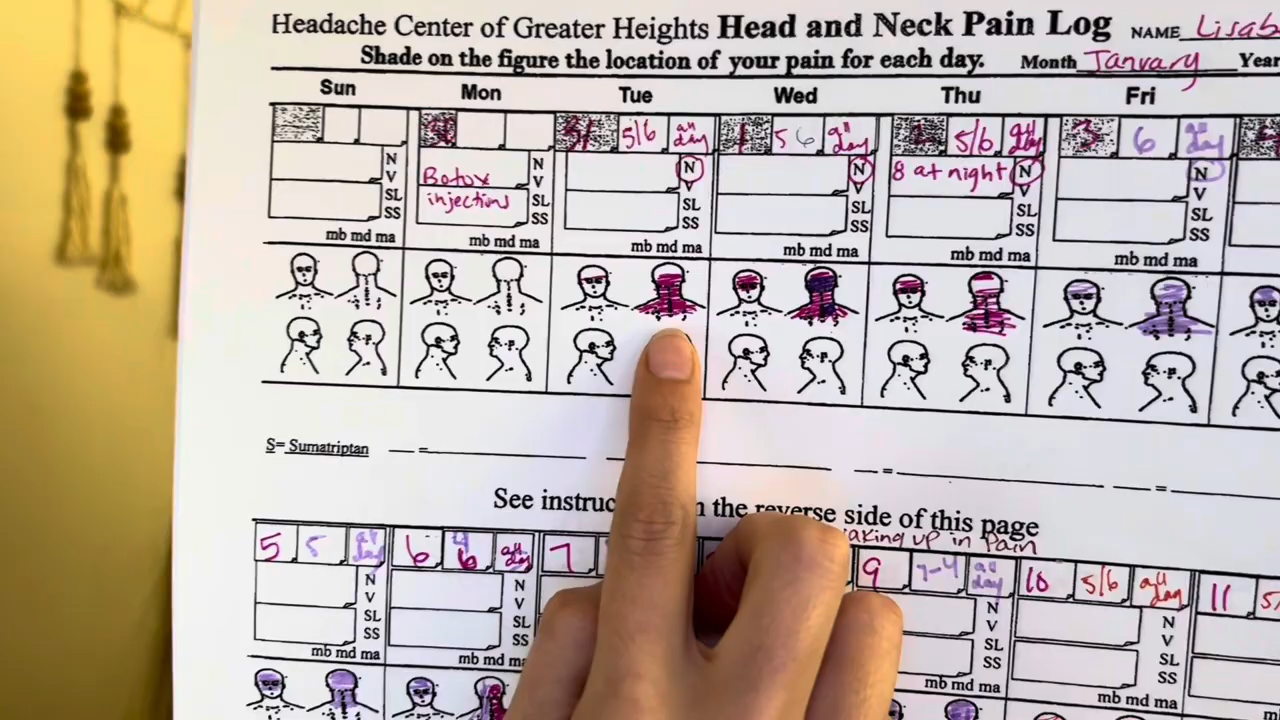 Headache Center of Greater Heights Head and Neck Pain Log NAME Lisab
Shade on the figure the location of your pain for each day. Month January Year
Sun Mon Tue Wed Thu Fri
31 5/6 all day 1 5 6 all day 5/6 all day 3 6 all day
N N N N N N
Botox 8 at night
V V V V V V
injections
SL SL SL SL SL SL
SS SS SS SS SS SS
mb md ma mb md ma mb md ma mb md ma mb md ma mb md ma
S= Sumatriptan = = =
See instruc n the reverse side of this page
waking up in pain
5 5 all day 6 6 all day 7 9 7-4 all day 10 5/6 all day 11 5/
N N N N
V V V V
SL SL SL SL
SS SS SS SS
mb md ma mb md m mb md ma mb md ma